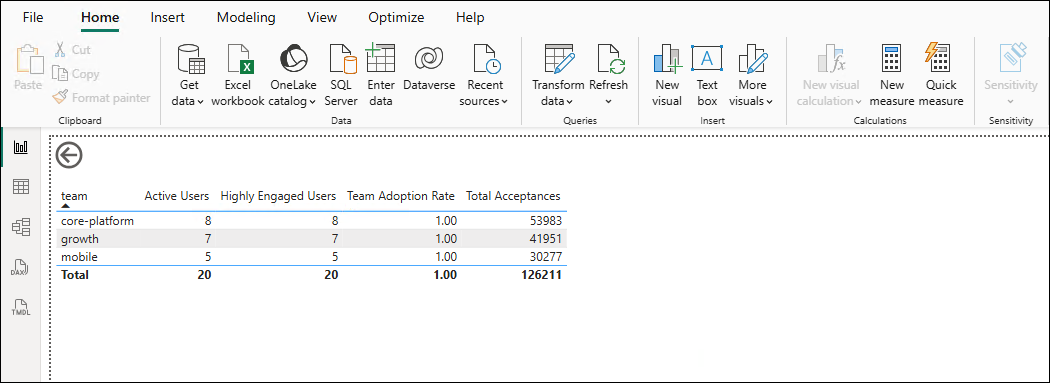 File Home Insert Modeling View Optimize Help
Paste
Cut
Copy
Format painter
Clipboard
Get data
Excel workbook
OneLake catalog
SQL Server
Enter data
Dataverse
Recent sources
Data
Transform data
Refresh
Queries
New visual
Text box
A
More visuals
Insert
New visual calculation
fx
New measure
Quick measure
Calculations
Sensitivity
Sensitivity
DAX
TMDL
team Active Users Highly Engaged Users Team Adoption Rate Total Acceptances
core-platform 8 8 1.00 53983
growth 7 7 1.00 41951
mobile 5 5 1.00 30277
Total 20 20 1.00 126211